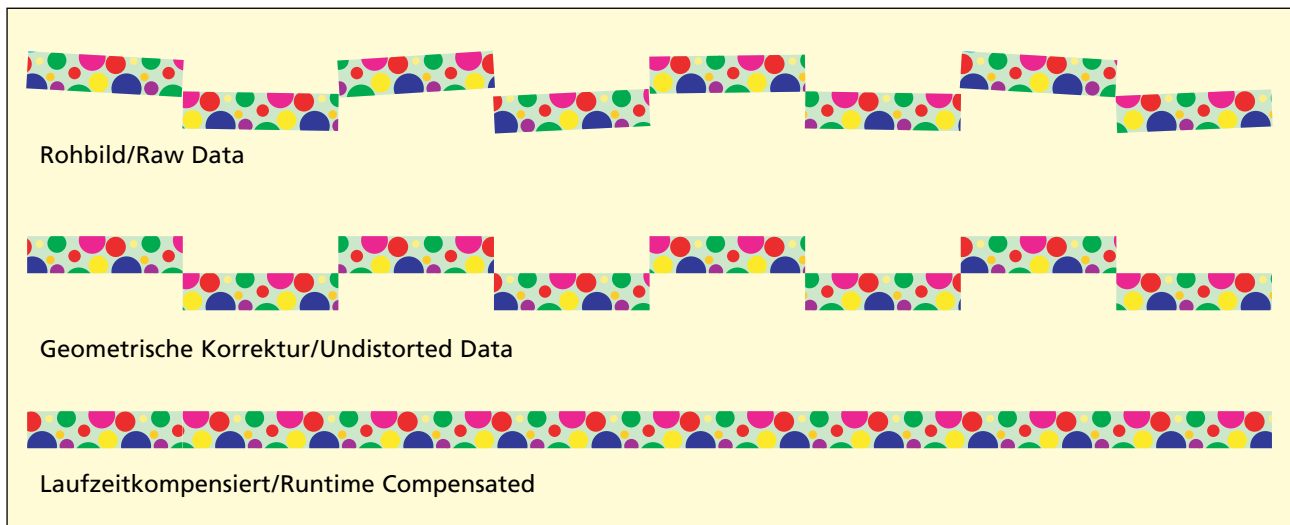 Rohbild/Raw Data
Geometrische Korrektur/Undistorted Data
Laufzeitkompensiert/Runtime Compensated